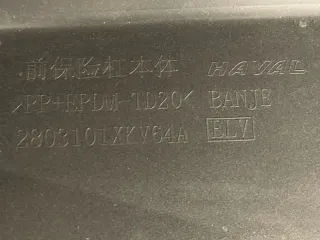 前保险杠本体 HAVAL
>PP+EPDM-TD20< BANJE
2803101XKV64A ELV